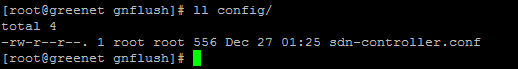 [root@greenet gnflush]# ll config/
total 4
-rw-r--r--. 1 root root 556 Dec 27 01:25 sdn-controller.conf
[root@greenet gnflush]#